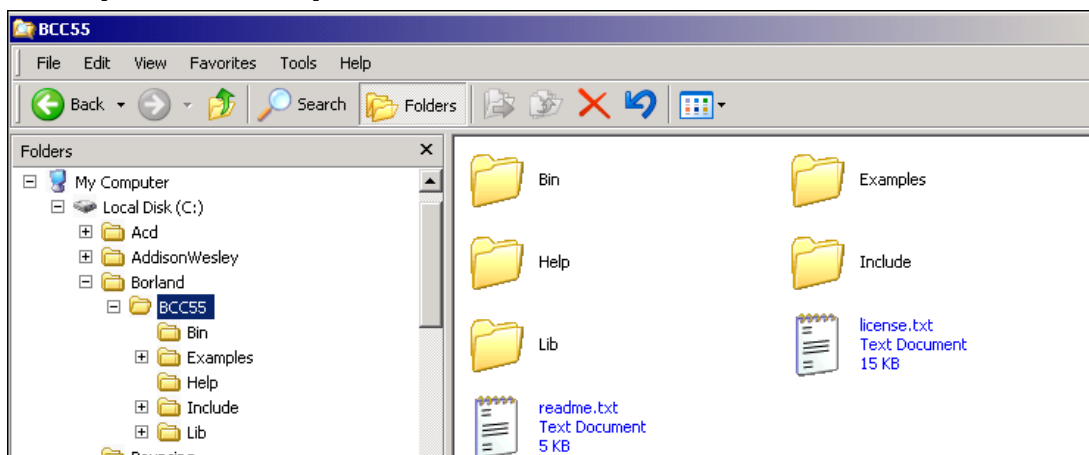 BCC55
File Edit View Favorites Tools Help
Back Search Folders
Folders
My Computer
Local Disk (C:)
Acd
AddisonWesley
Borland
BCC55
Bin
Examples
Help
Include
Lib
Bin
Examples
Help
Include
Lib
license.txt
Text Document
15 KB
readme.txt
Text Document
5 KB